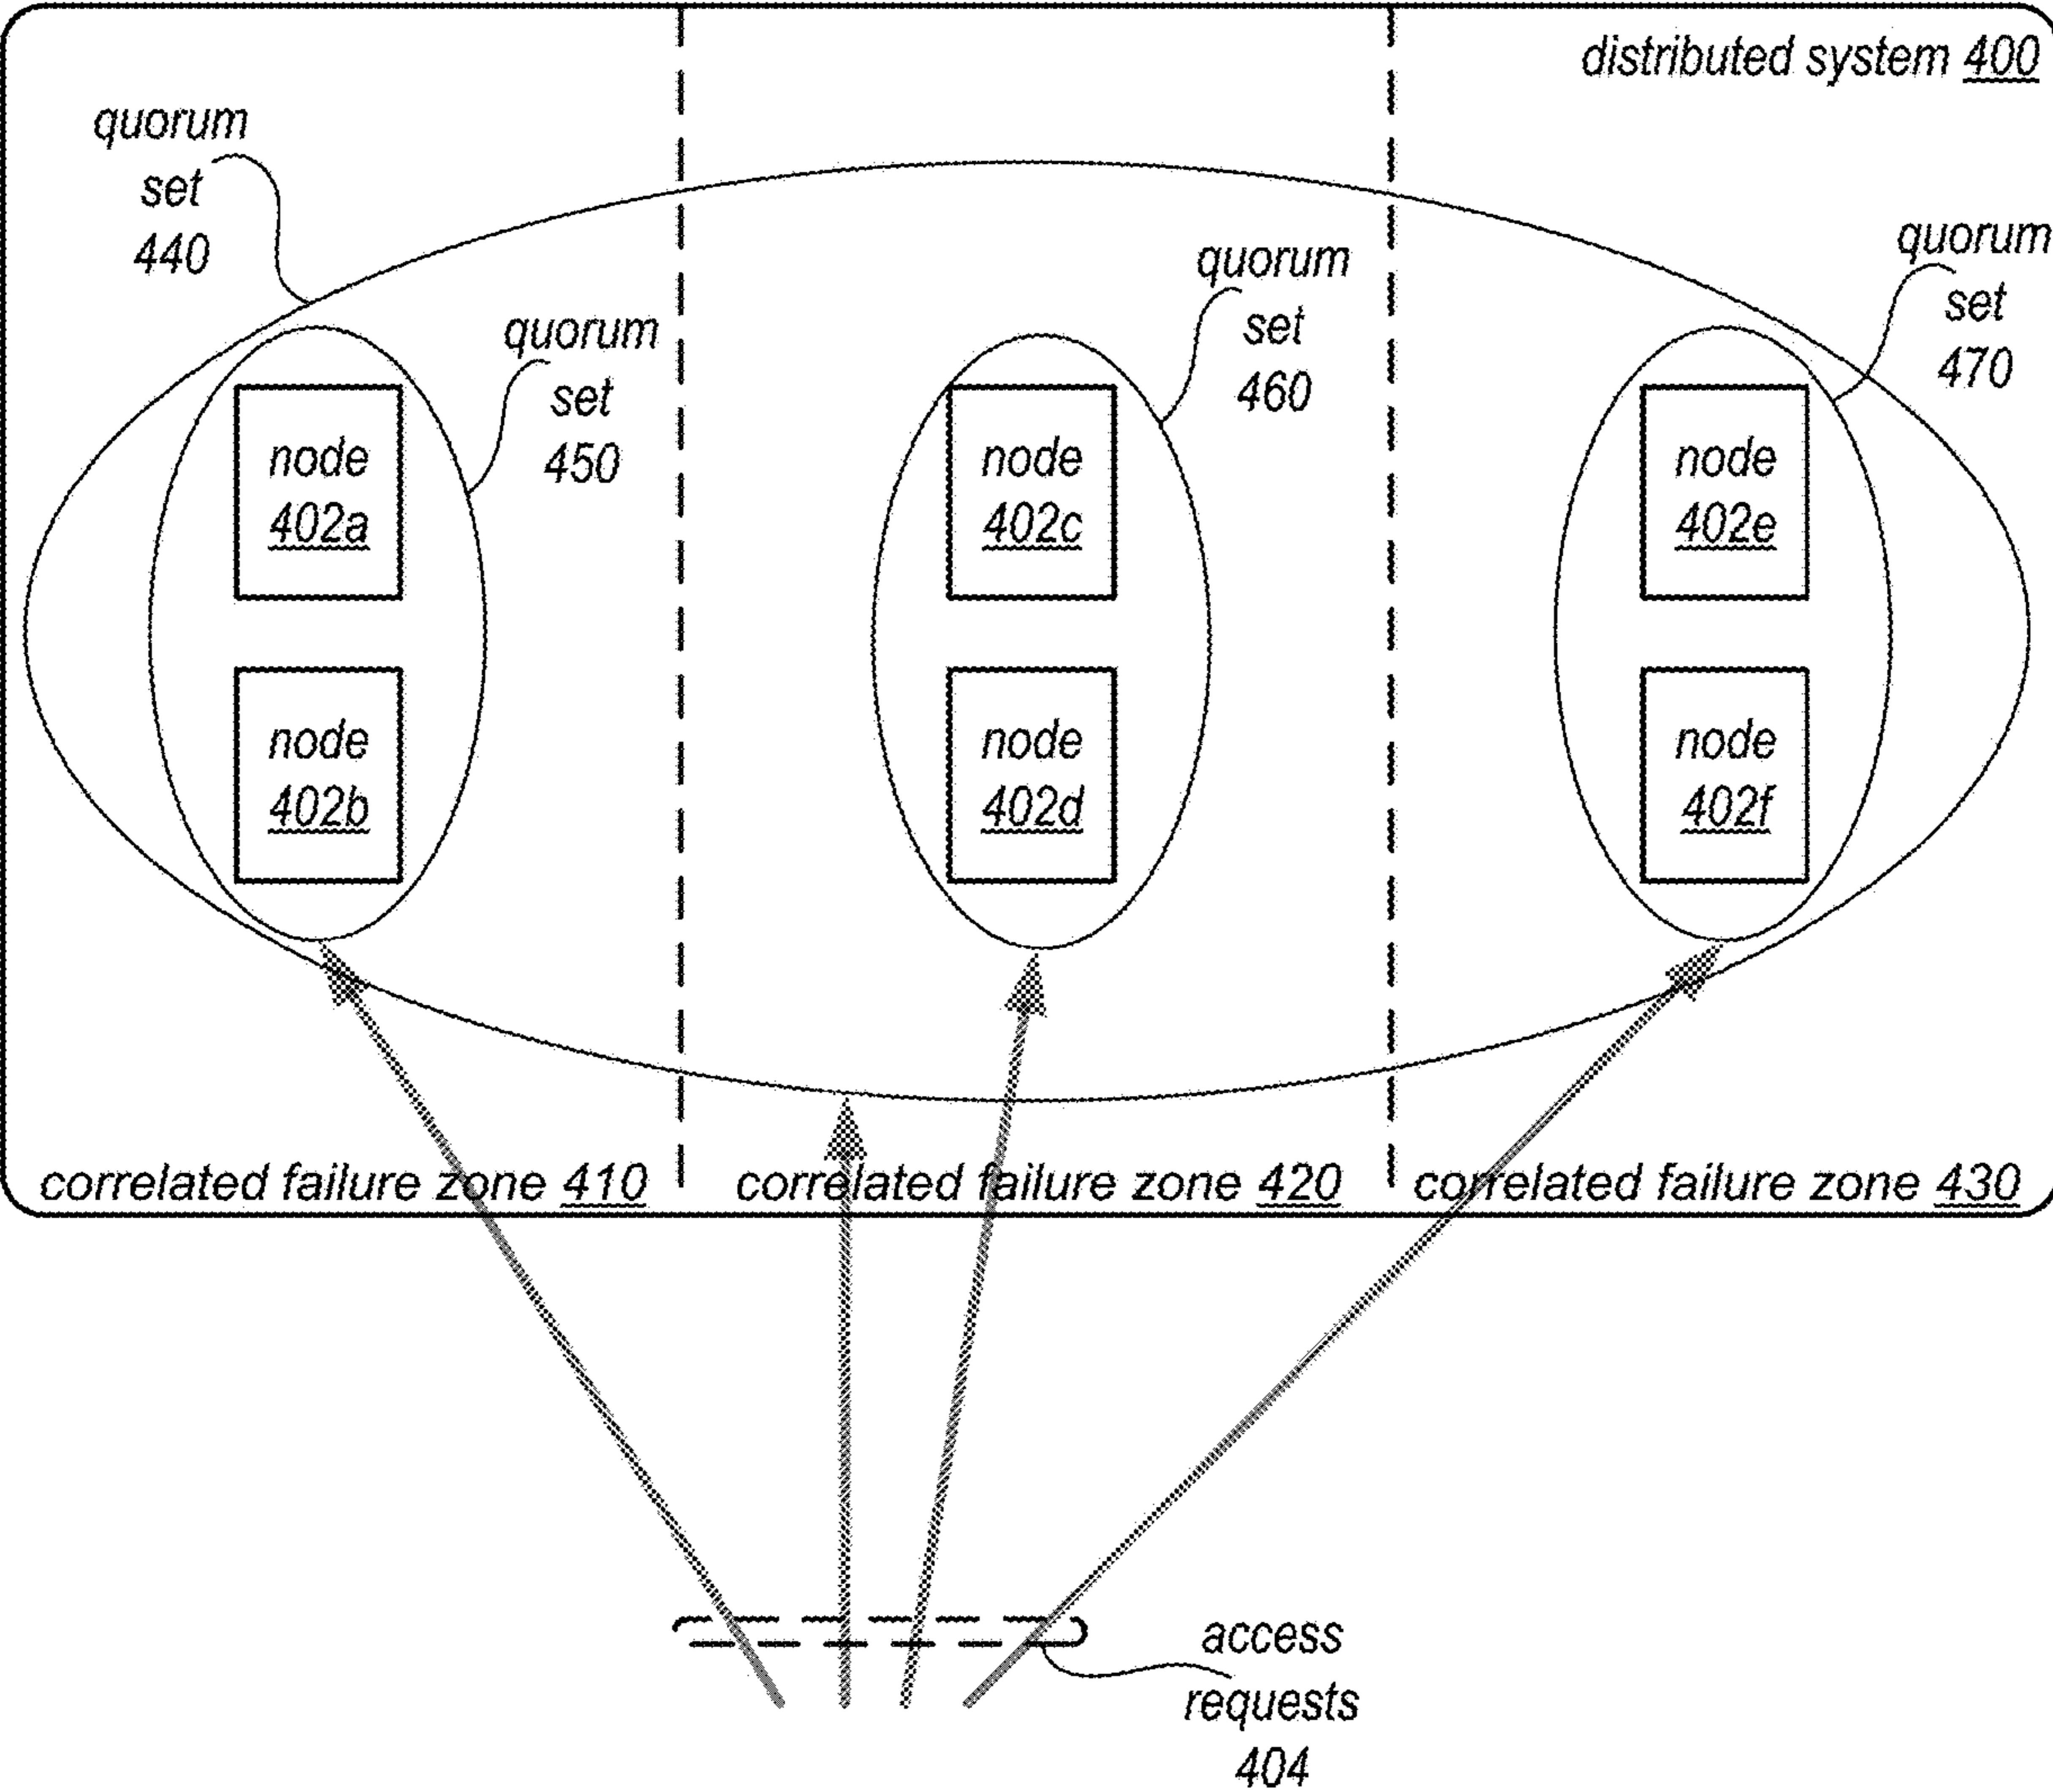 distributed system 400
quorum
set
440
quorum
set
450
quorum
set
460
quorum
set
470
node
402a
node
402c
node
402e
node
402b
node
402d
node
402f
correlated failure zone 410
correlated failure zone 420
correlated failure zone 430
access
requests
404